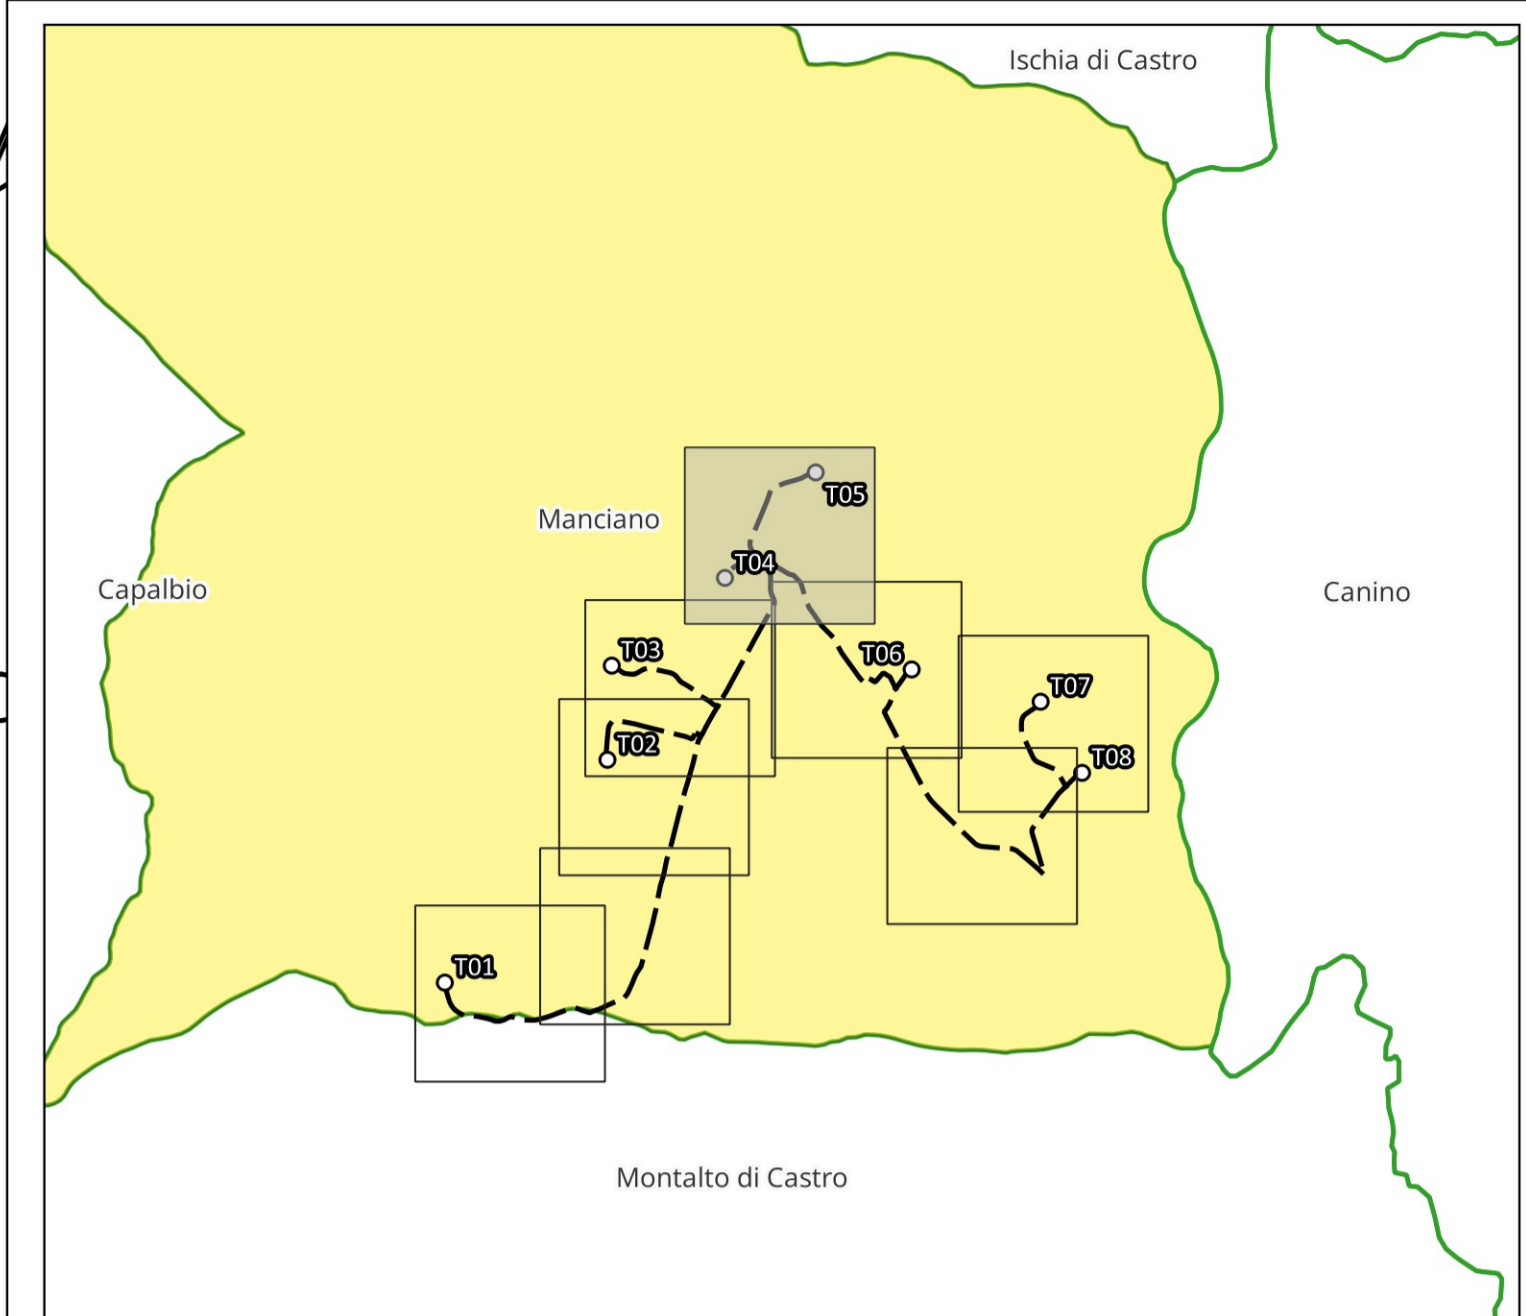 Ischia di Castro
T05
Manciano
T04
Capalbio
Canino
T03
T06
T07
T02
T08
T01
Montalto di Castro